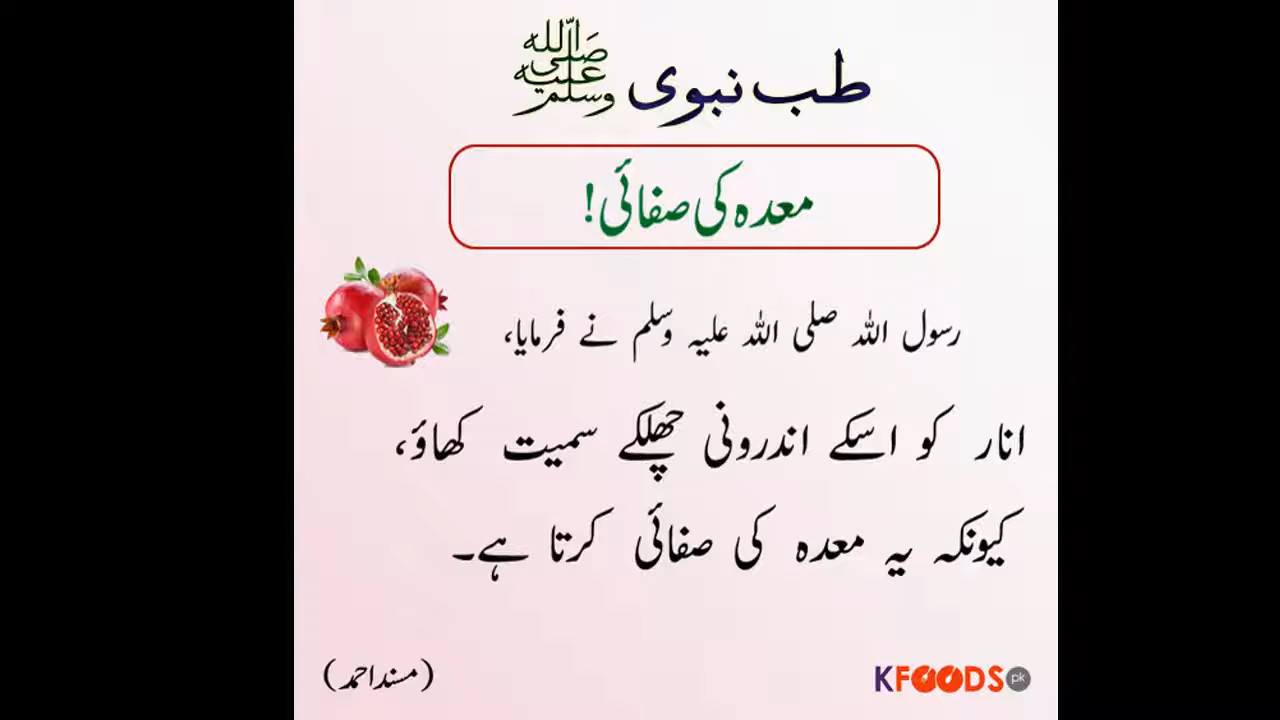 طب نبوی صلی اللہ علیہ وسلم
معدہ کی صفائی!
رسول اللہ صلی اللہ علیہ وسلم نے فرمایا،
انار کو اسکے اندرونی چھلکے سمیت کھاؤ،
کیونکہ یہ معدہ کی صفائی کرتا ہے۔
(مسند احمد)
KFOODS pk